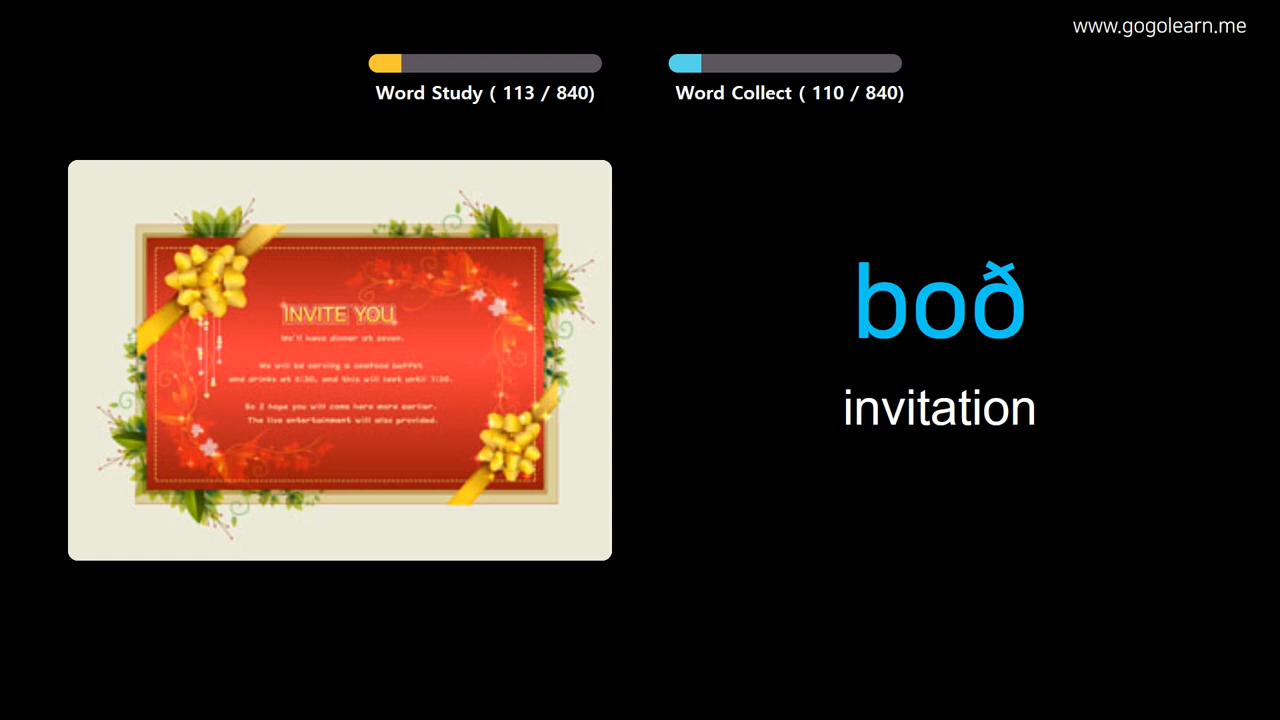 www.gogolearn.me
Word Study ( 113 / 840)
Word Collect ( 110 / 840)
INVITE YOU
We'll have dinner at seven.
We will be serving a seafood buffet
and drinks at 6:30, and this will last until 7:30.
So I hope you will come here more earlier.
The live entertainment will also provided.
boð
invitation